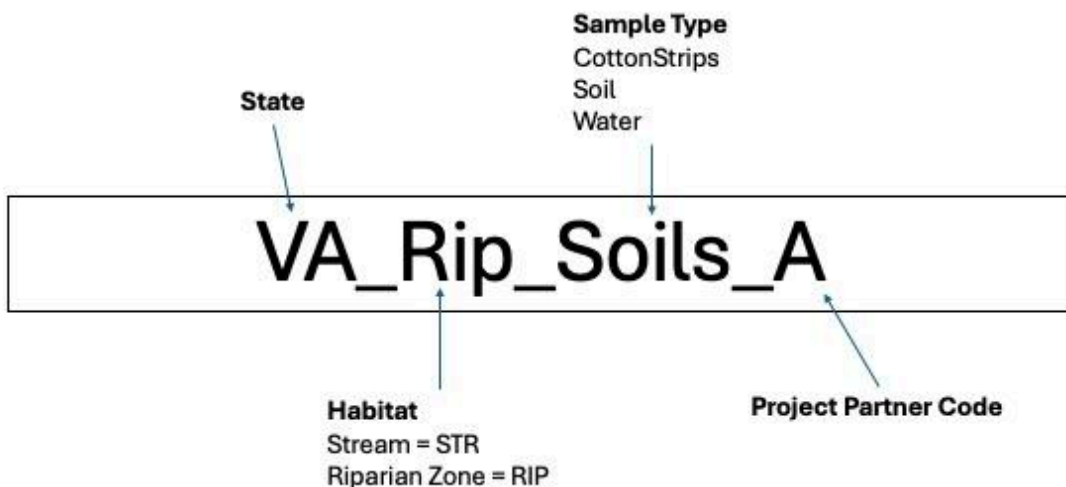 Sample Type
CottonStrips
Soil
Water
State
VA_Rip_Soils_A
Habitat
Stream = STR
Riparian Zone = RIP
Project Partner Code